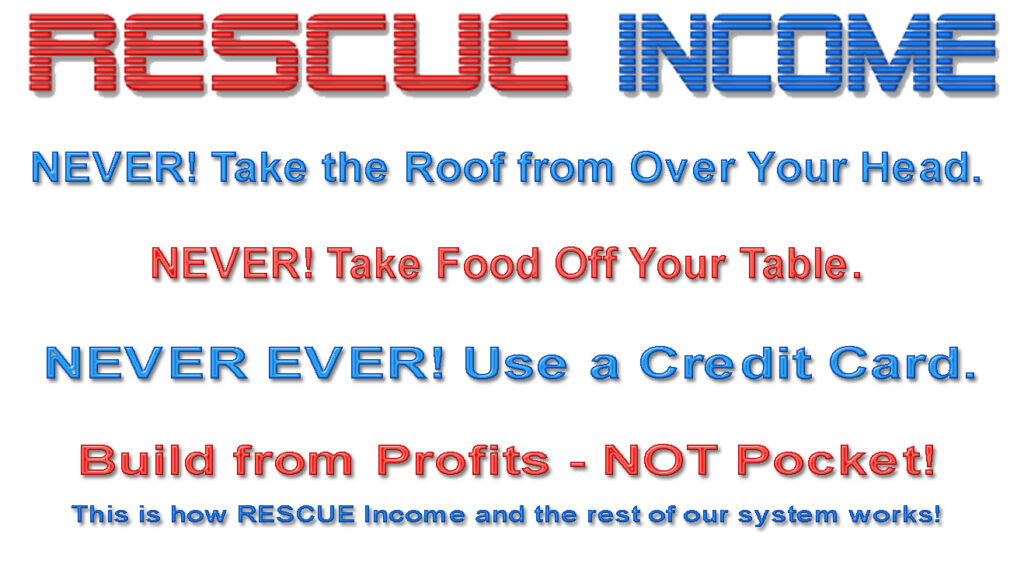 RESCUE INCOME
NEVER! Take the Roof from Over Your Head.
NEVER! Take Food Off Your Table.
NEVER EVER! Use a Credit Card.
Build from Profits - NOT Pocket!
This is how RESCUE Income and the rest of our system works!